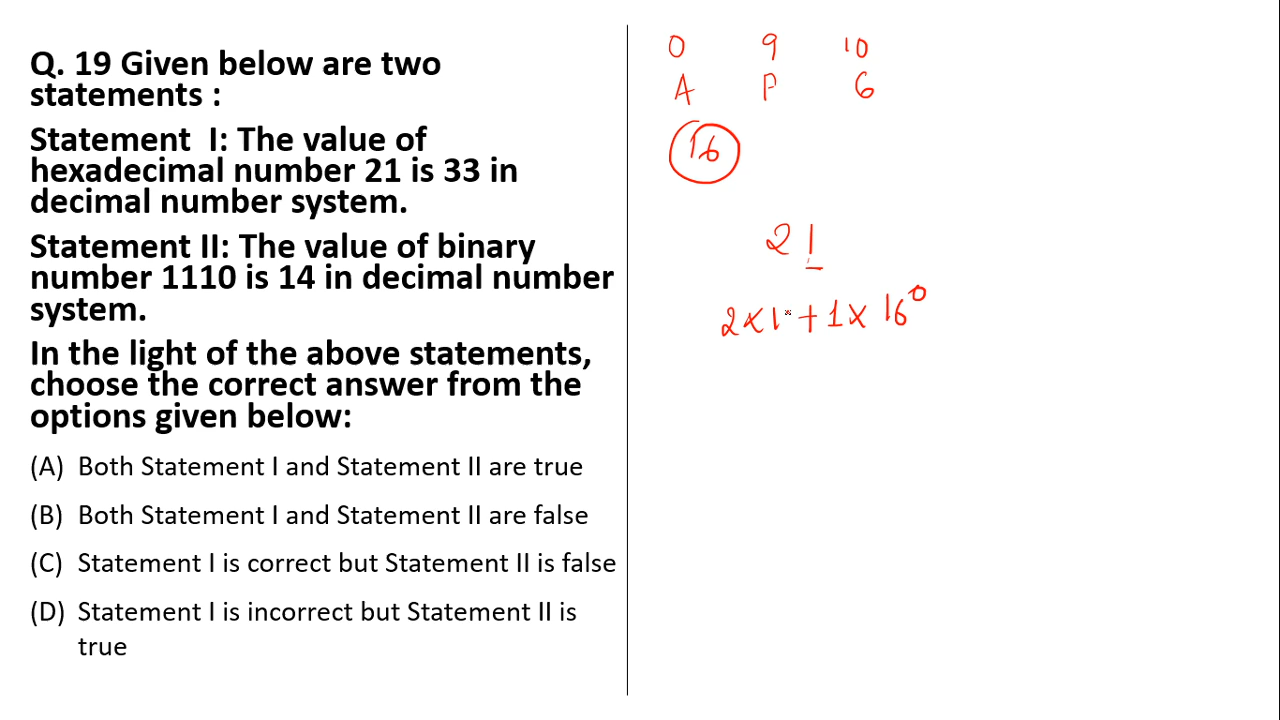 Q. 19 Given below are two
statements :
Statement I: The value of
hexadecimal number 21 is 33 in
decimal number system.
Statement II: The value of binary
number 1110 is 14 in decimal number
system.
In the light of the above statements,
choose the correct answer from the
options given below:
(A) Both Statement I and Statement II are true
(B) Both Statement I and Statement II are false
(C) Statement I is correct but Statement II is false
(D) Statement I is incorrect but Statement II is
true
0 9 10
A
16
21
2×1 + 1× 16⁰